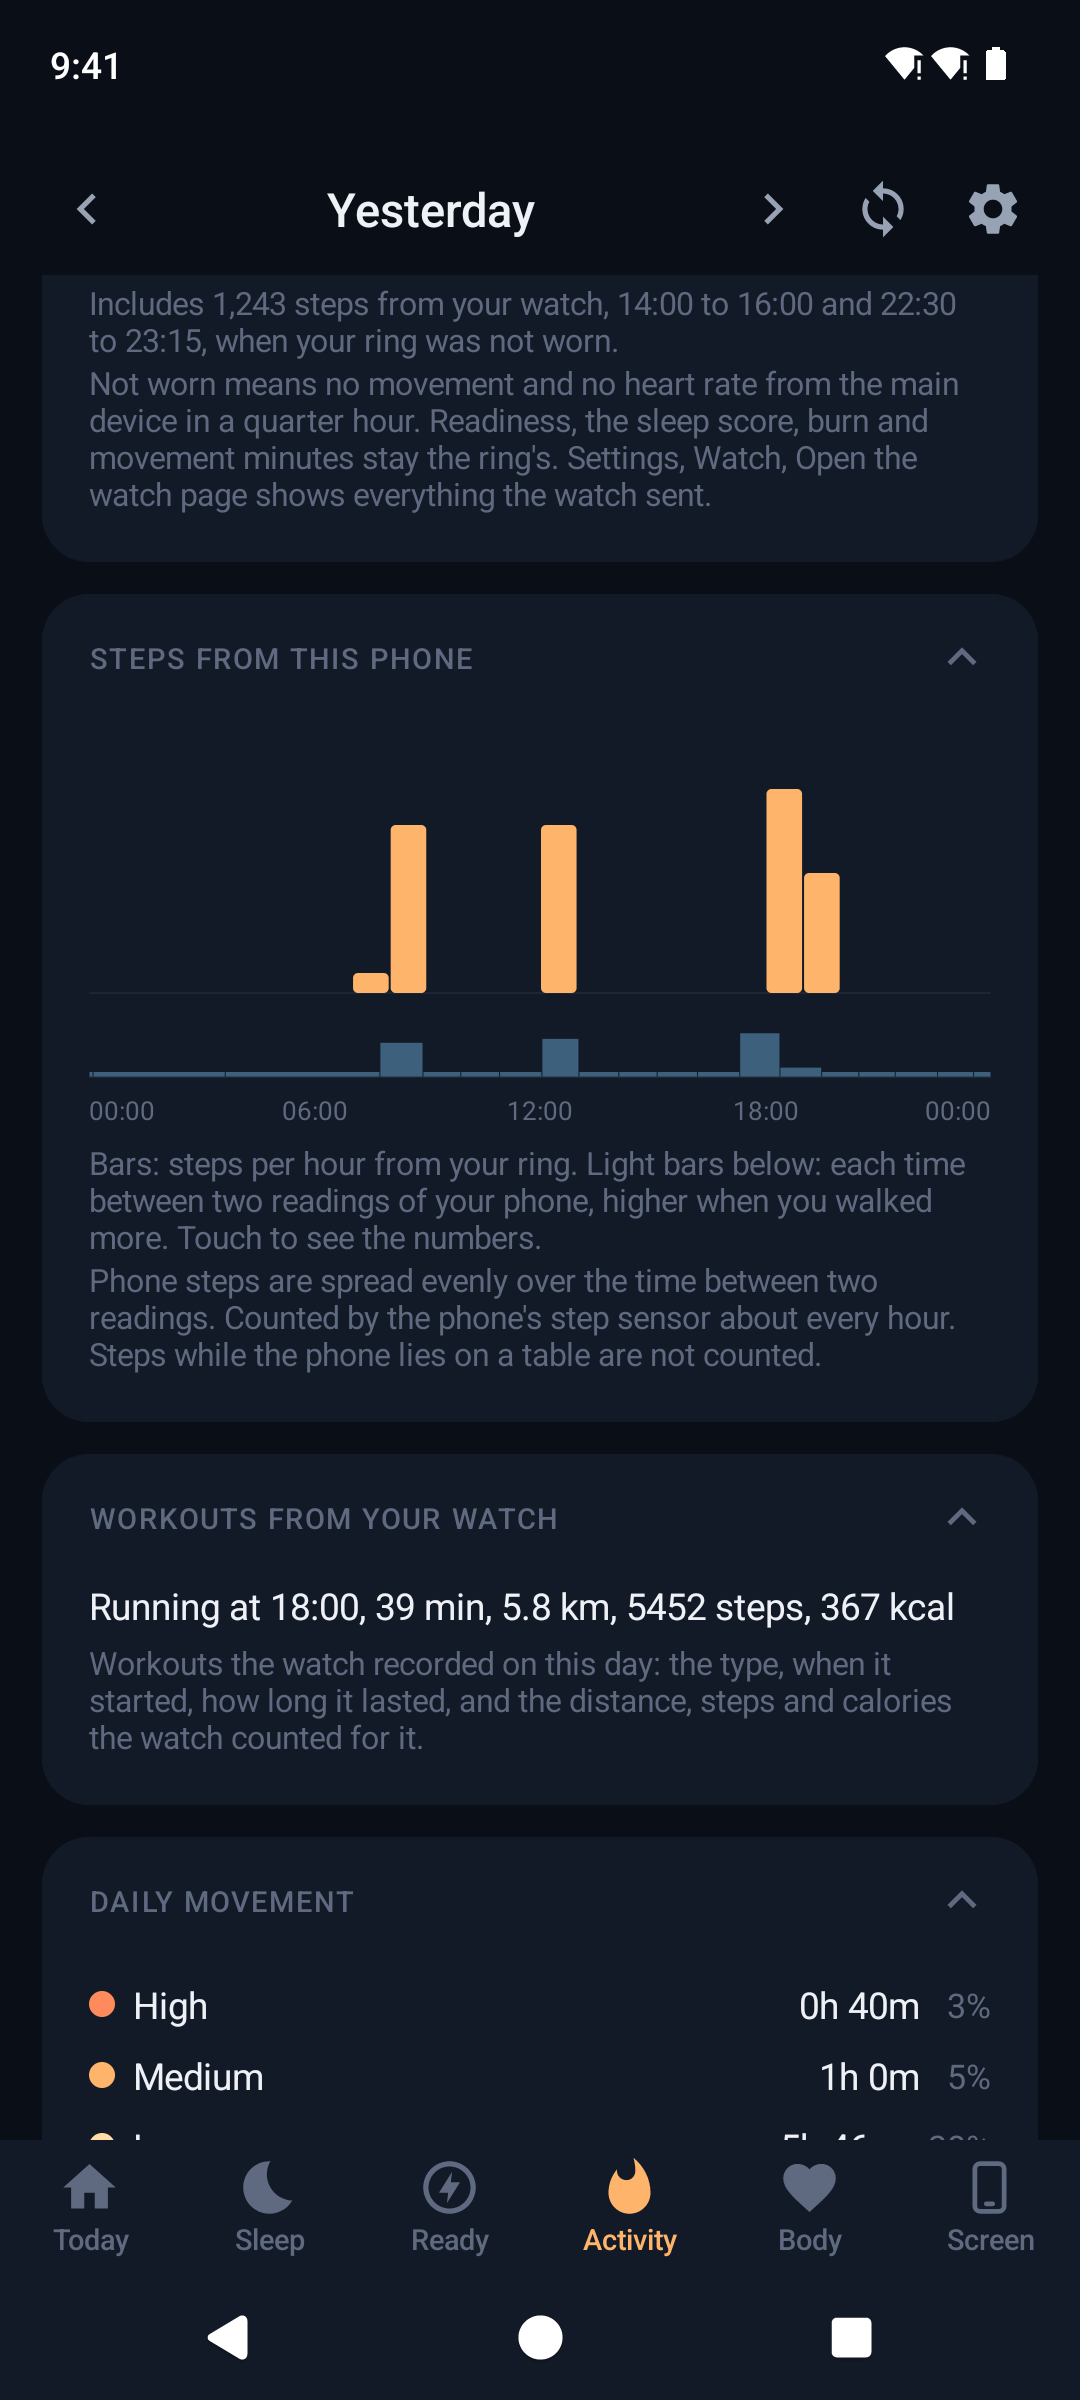 9:41
Yesterday
Includes 1,243 steps from your watch, 14:00 to 16:00 and 22:30
to 23:15, when your ring was not worn.
Not worn means no movement and no heart rate from the main
device in a quarter hour. Readiness, the sleep score, burn and
movement minutes stay the ring's. Settings, Watch, Open the
watch page shows everything the watch sent.
STEPS FROM THIS PHONE
00:00 06:00 12:00 18:00 00:00
Bars: steps per hour from your ring. Light bars below: each time
between two readings of your phone, higher when you walked
more. Touch to see the numbers.
Phone steps are spread evenly over the time between two
readings. Counted by the phone's step sensor about every hour.
Steps while the phone lies on a table are not counted.
WORKOUTS FROM YOUR WATCH
Running at 18:00, 39 min, 5.8 km, 5452 steps, 367 kcal
Workouts the watch recorded on this day: the type, when it
started, how long it lasted, and the distance, steps and calories
the watch counted for it.
DAILY MOVEMENT
High 0h 40m 3%
Medium 1h 0m 5%
Today Sleep Ready Activity Body Screen